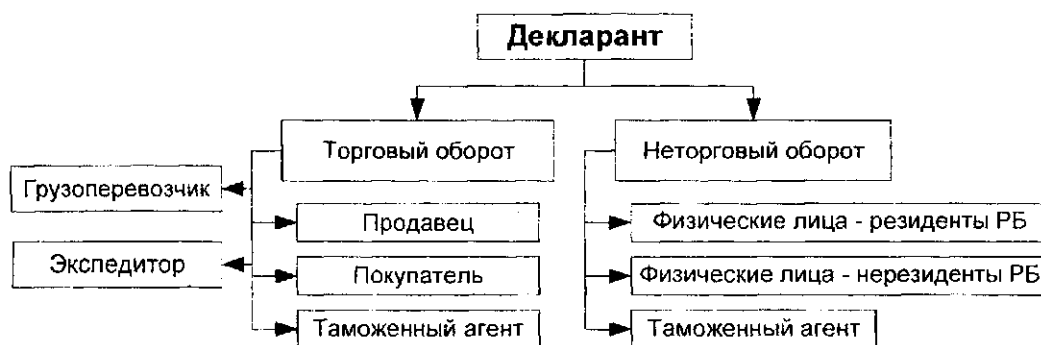 Декларант
Торговый оборот
Неторговый оборот
Грузоперевозчик
Продавец
Физические лица - резиденты РБ
Экспедитор
Покупатель
Физические лица - нерезиденты РБ
Таможенный агент
Таможенный агент